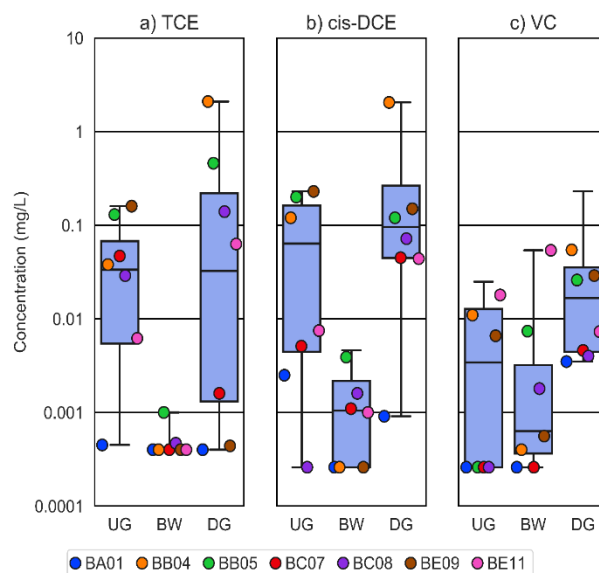 a) TCE
b) cis-DCE
c) VC
Concentration (mg/L)
10
1
0.1
0.01
0.001
0.0001
UG BW DG
UG BW DG
UG BW DG
BA01 BB04 BB05 BC07 BC08 BE09 BE11